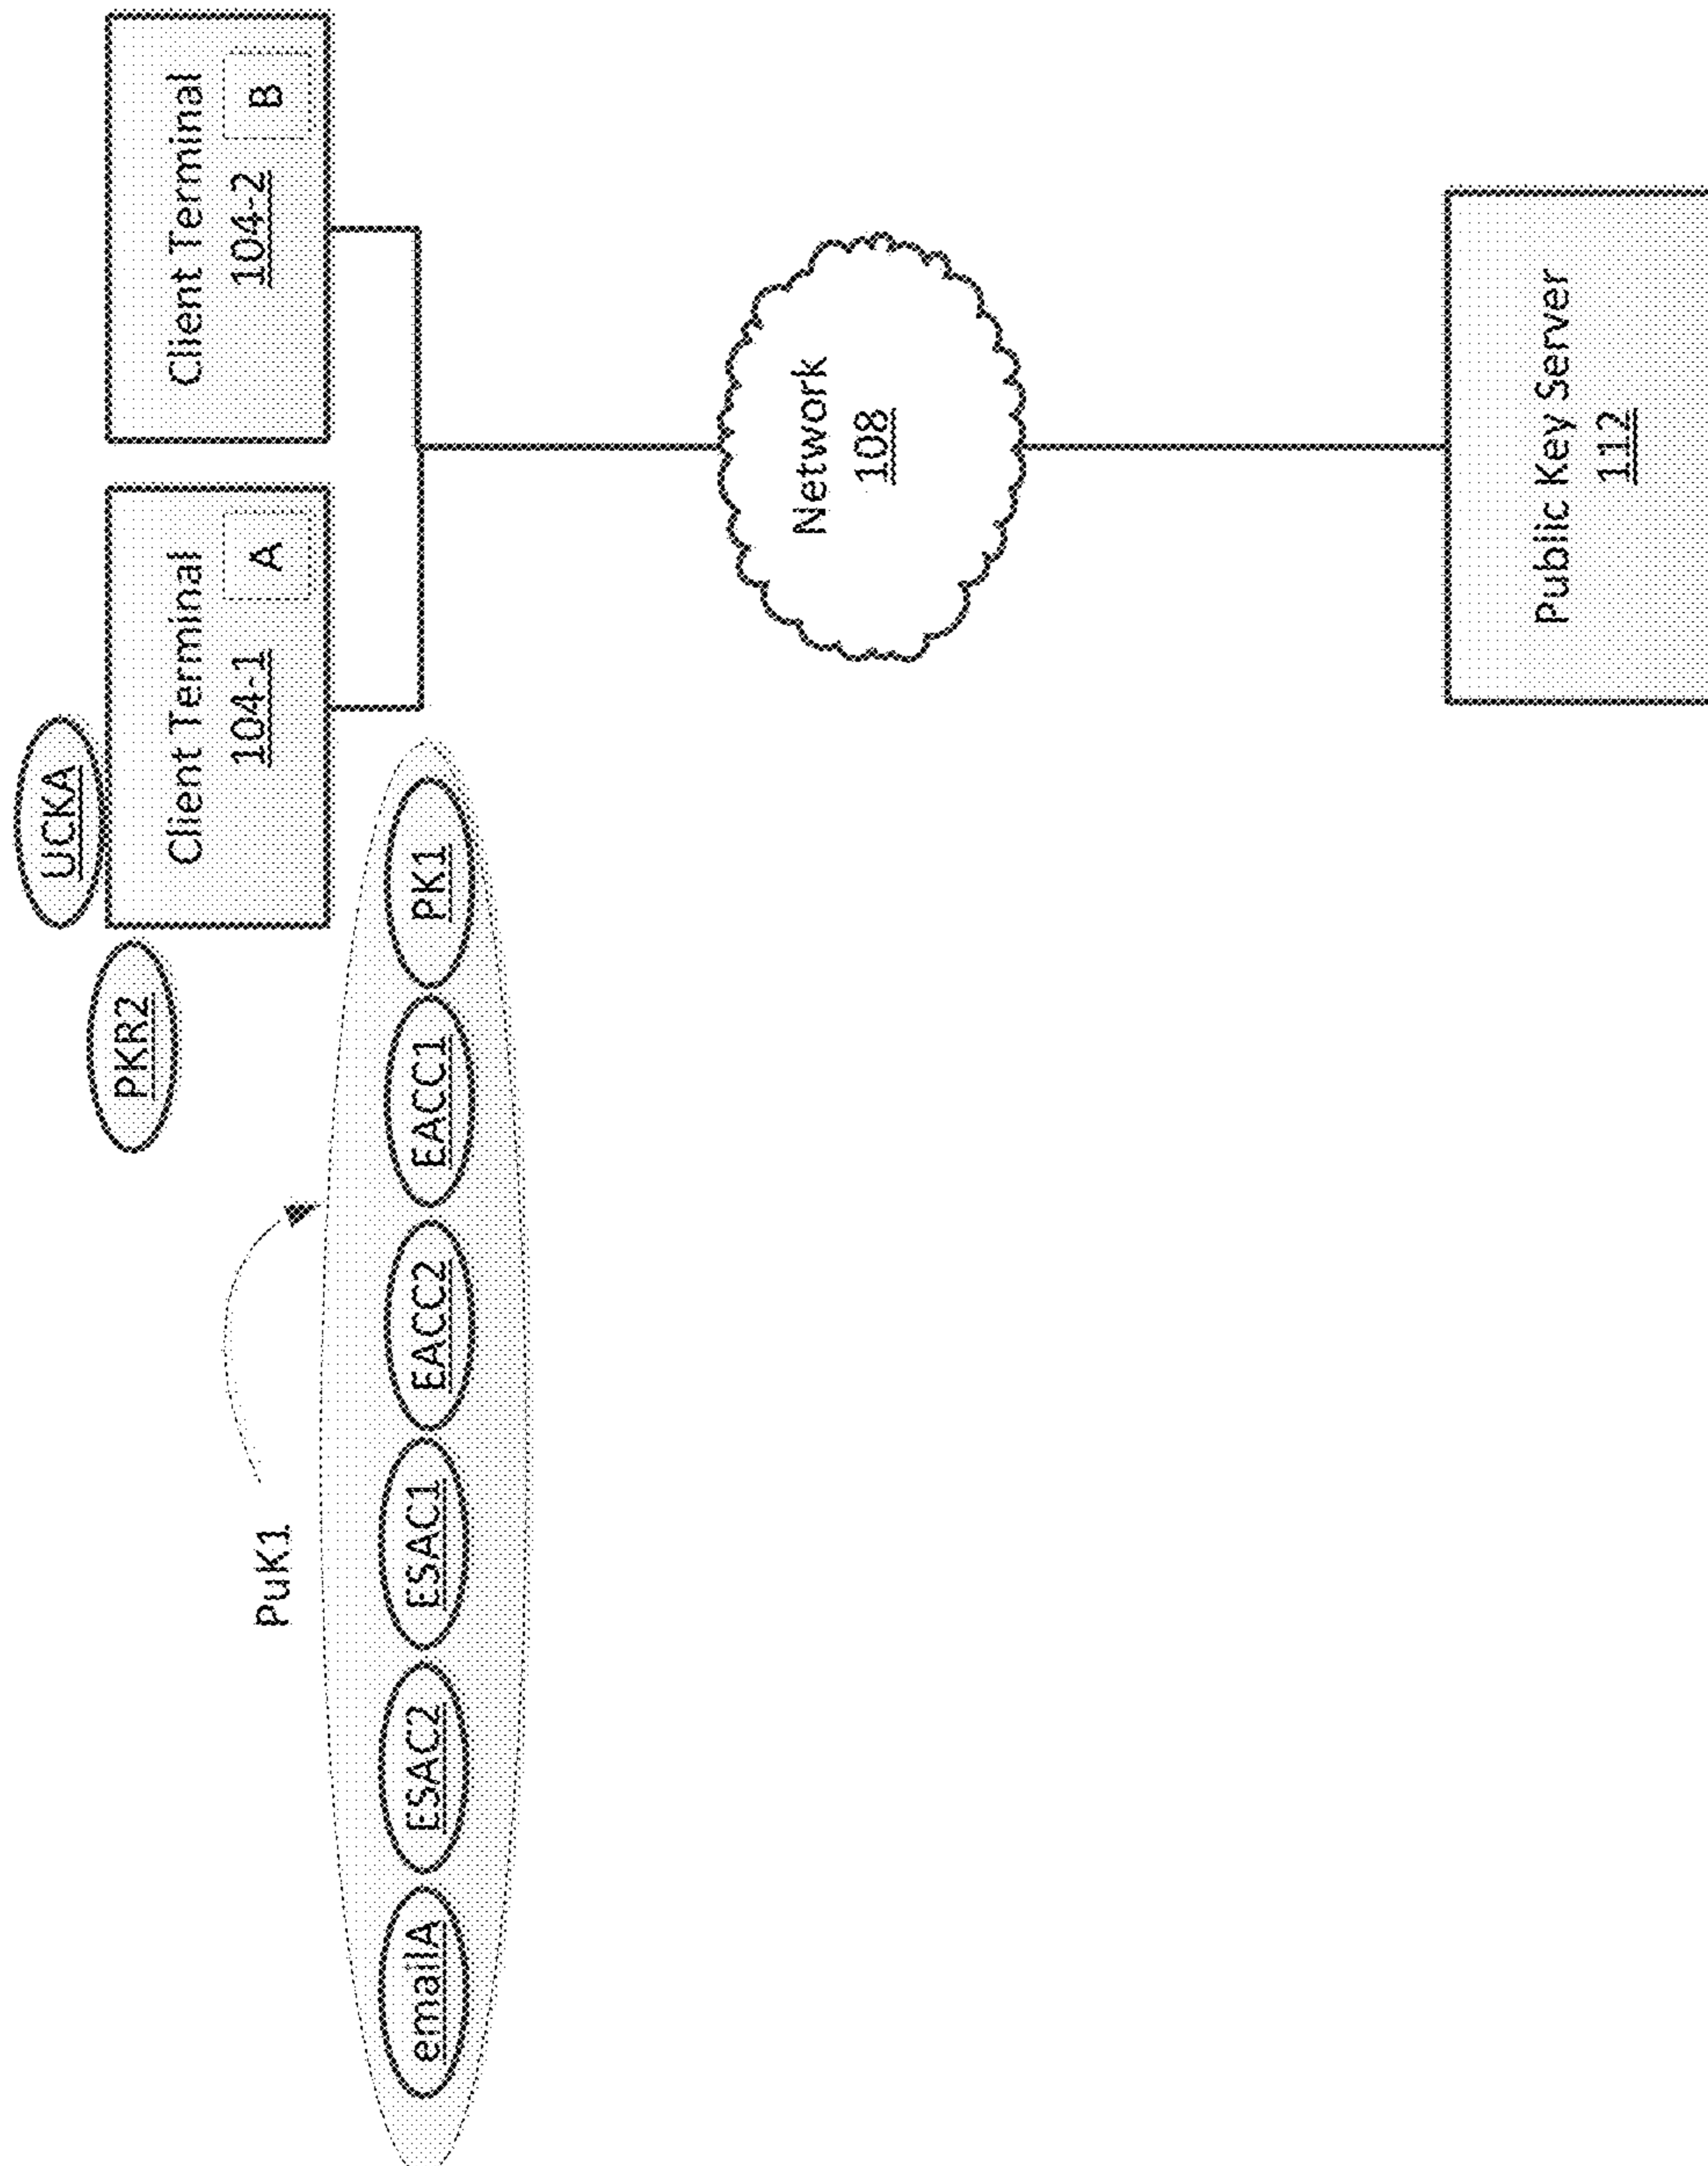 UCKA
PKR2
Client Terminal
104-1
A
Client Terminal
104-2
B
PuK1
emailA
ESAC2
ESAC1
EACC2
EACC1
PK1
Network
108
Public Key Server
112